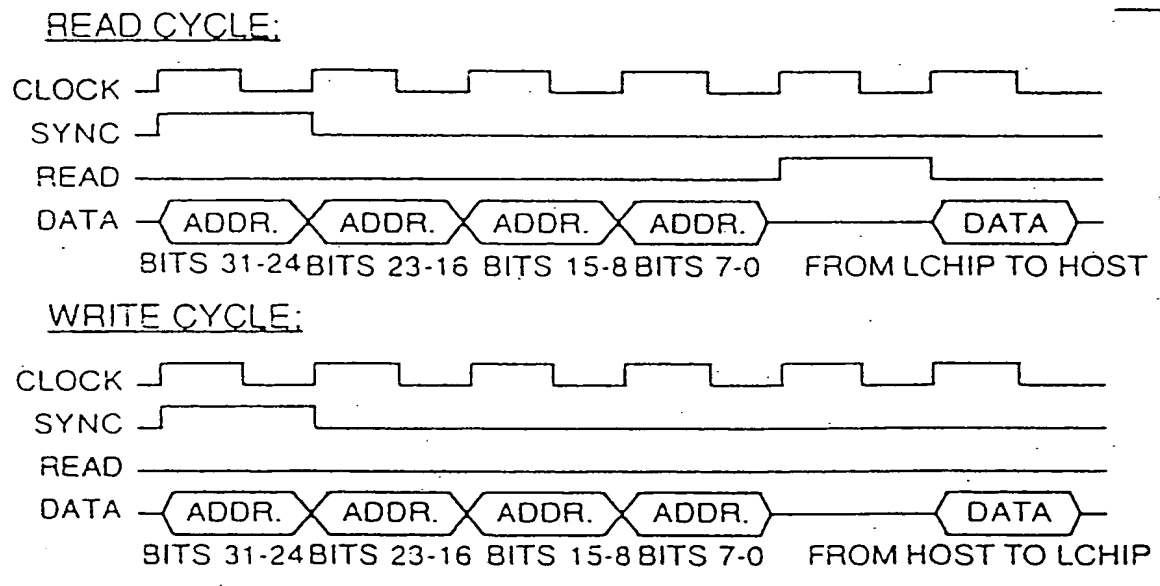 READ CYCLE;
CLOCK
SYNC
READ
DATA ADDR. ADDR. ADDR. ADDR. DATA
BITS 31-24 BITS 23-16 BITS 15-8 BITS 7-0 FROM LCHIP TO HOST
WRITE CYCLE;
CLOCK
SYNC
READ
DATA ADDR. ADDR. ADDR. ADDR. DATA
BITS 31-24 BITS 23-16 BITS 15-8 BITS 7-0 FROM HOST TO LCHIP